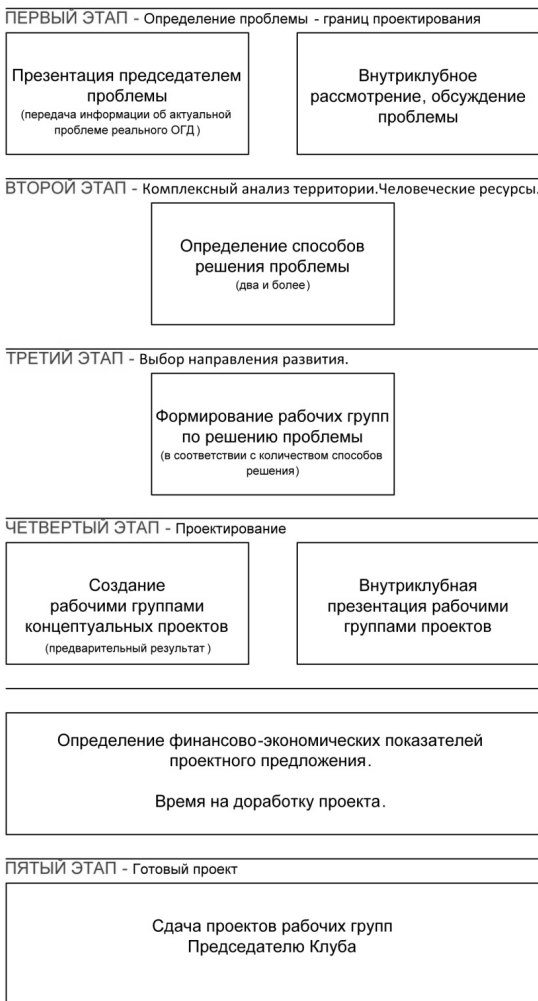 ПЕРВЫЙ ЭТАП - Определение проблемы - границ проектирования
Презентация председателем
проблемы
(передача информации об актуальной
проблеме реального ОГД)
Внутриклубное
рассмотрение, обсуждение
проблемы
ВТОРОЙ ЭТАП - Комплексный анализ территории.Человеческие ресурсы.
Определение способов
решения проблемы
(два и более)
ТРЕТИЙ ЭТАП - Выбор направления развития.
Формирование рабочих групп
по решению проблемы
(в соответствии с количеством способов
решения)
ЧЕТВЕРТЫЙ ЭТАП - Проектирование
Создание
рабочими группами
концептуальных проектов
(предварительный результат)
Внутриклубная
презентация рабочими
группами проектов
Определение финансово-экономических показателей
проектного предложения.
Время на доработку проекта.
ПЯТЫЙ ЭТАП - Готовый проект
Сдача проектов рабочих групп
Председателю Клуба